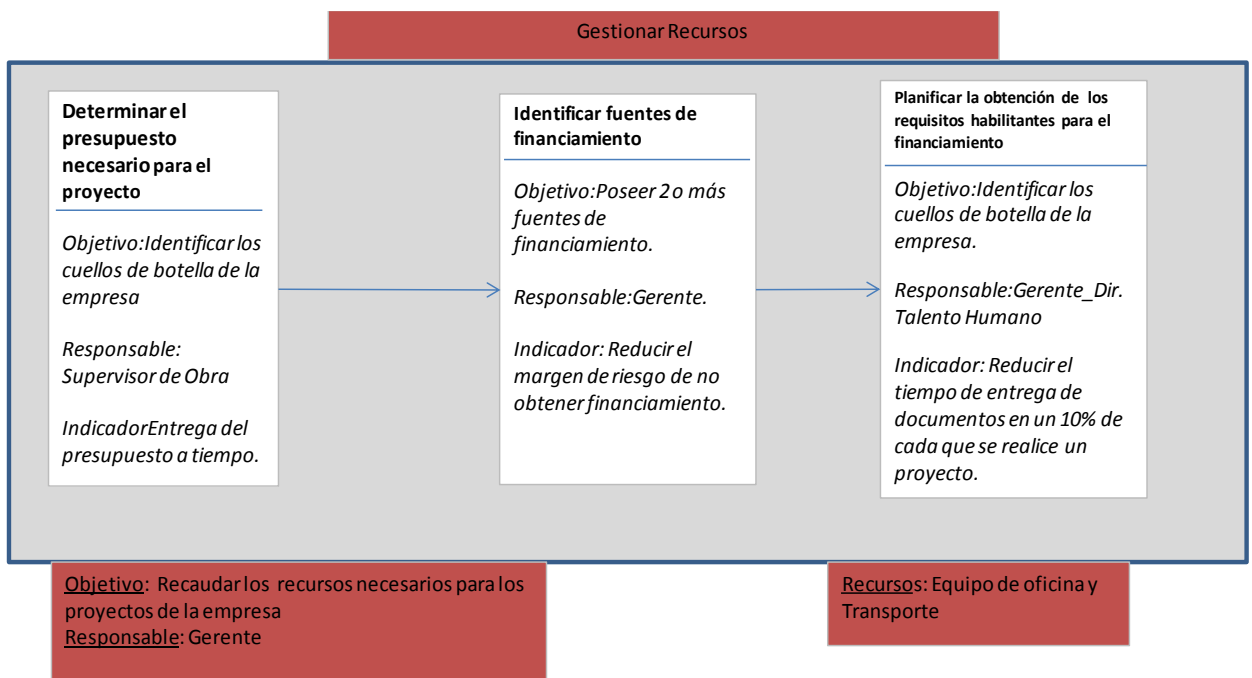 Gestionar Recursos
Determinar el
presupuesto
necesario para el
proyecto
Objetivo:Identificar los
cuellos de botella de la
empresa
Responsable:
Supervisor de Obra
IndicadorEntrega del
presupuesto a tiempo.
Identificar fuentes de
financiamiento
Objetivo:Poseer 2 o más
fuentes de
financiamiento.
Responsable:Gerente.
Indicador: Reducir el
margen de riesgo de no
obtener financiamiento.
Planificar la obtención de los
requisitos habilitantes para el
financiamiento
Objetivo:Identificar los
cuellos de botella de la
empresa.
Responsable:Gerente_Dir.
Talento Humano
Indicador: Reducir el
tiempo de entrega de
documentos en un 10% de
cada que se realice un
proyecto.
Objetivo: Recaudar los recursos necesarios para los
proyectos de la empresa
Responsable: Gerente
Recursos: Equipo de oficina y
Transporte